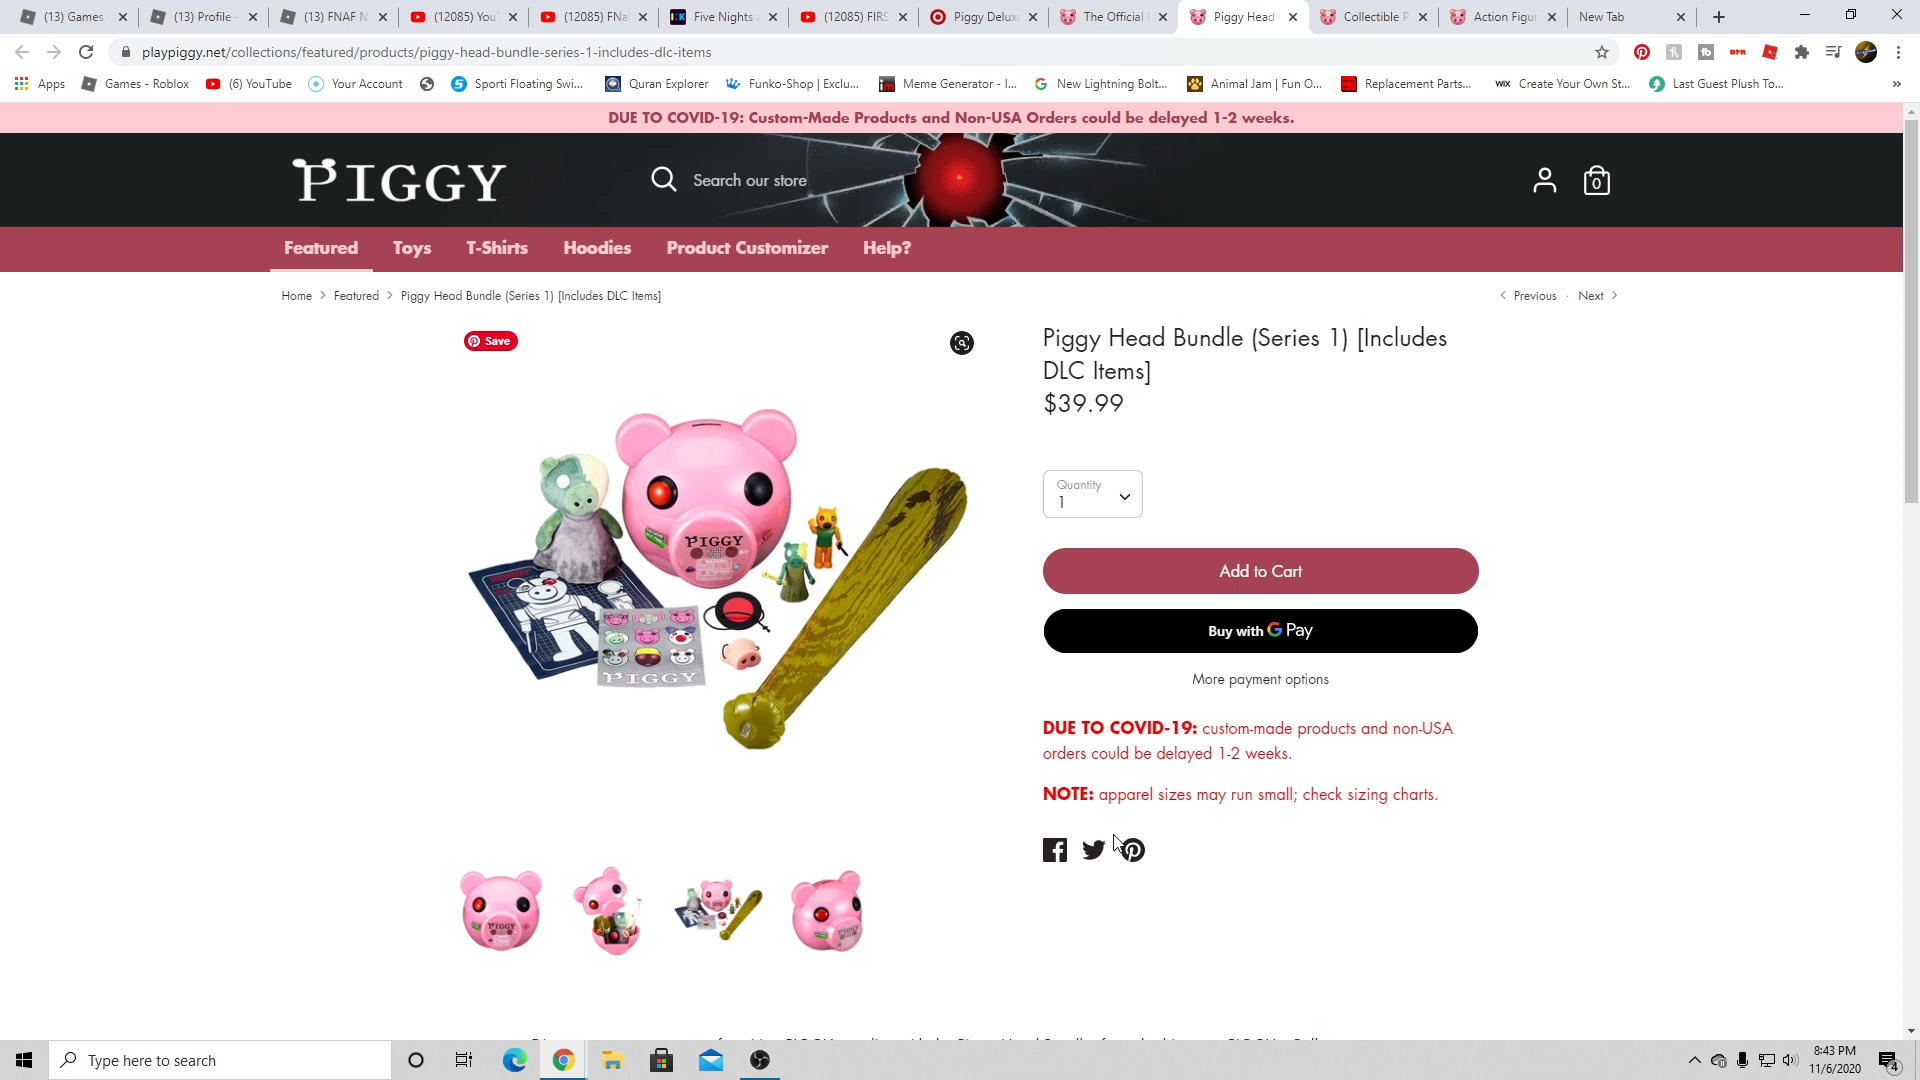 (13) Games
(13) Profile
(13) FNAF N
(12085) You
(12085) FNa
Five Nights
(12085) FIRS
Piggy Delux
The Official
Piggy Head
Collectible P
Action Figu
New Tab
playpiggy.net/collections/featured/products/piggy-head-bundle-series-1-includes-dlc-items
Apps
Games - Roblox
(6) YouTube
Your Account
Sporti Floating Swi...
Quran Explorer
Funko-Shop | Exclu...
Meme Generator - I...
New Lightning Bolt...
Animal Jam | Fun O...
Replacement Parts...
WIX Create Your Own St...
Last Guest Plush To...
DUE TO COVID-19: Custom-Made Products and Non-USA Orders could be delayed 1-2 weeks.
PIGGY
Search our store
0
Featured Toys T-Shirts Hoodies Product Customizer Help?
Home > Featured > Piggy Head Bundle (Series 1) [Includes DLC Items]
< Previous · Next >
Save
Piggy Head Bundle (Series 1) [Includes
DLC Items]
$39.99
Quantity
1
Add to Cart
Buy with G Pay
More payment options
DUE TO COVID-19: custom-made products and non-USA
orders could be delayed 1-2 weeks.
NOTE: apparel sizes may run small; check sizing charts.
PIGGY
PIGGY
PIGGY
Type here to search
8:43 PM
11/6/2020
4